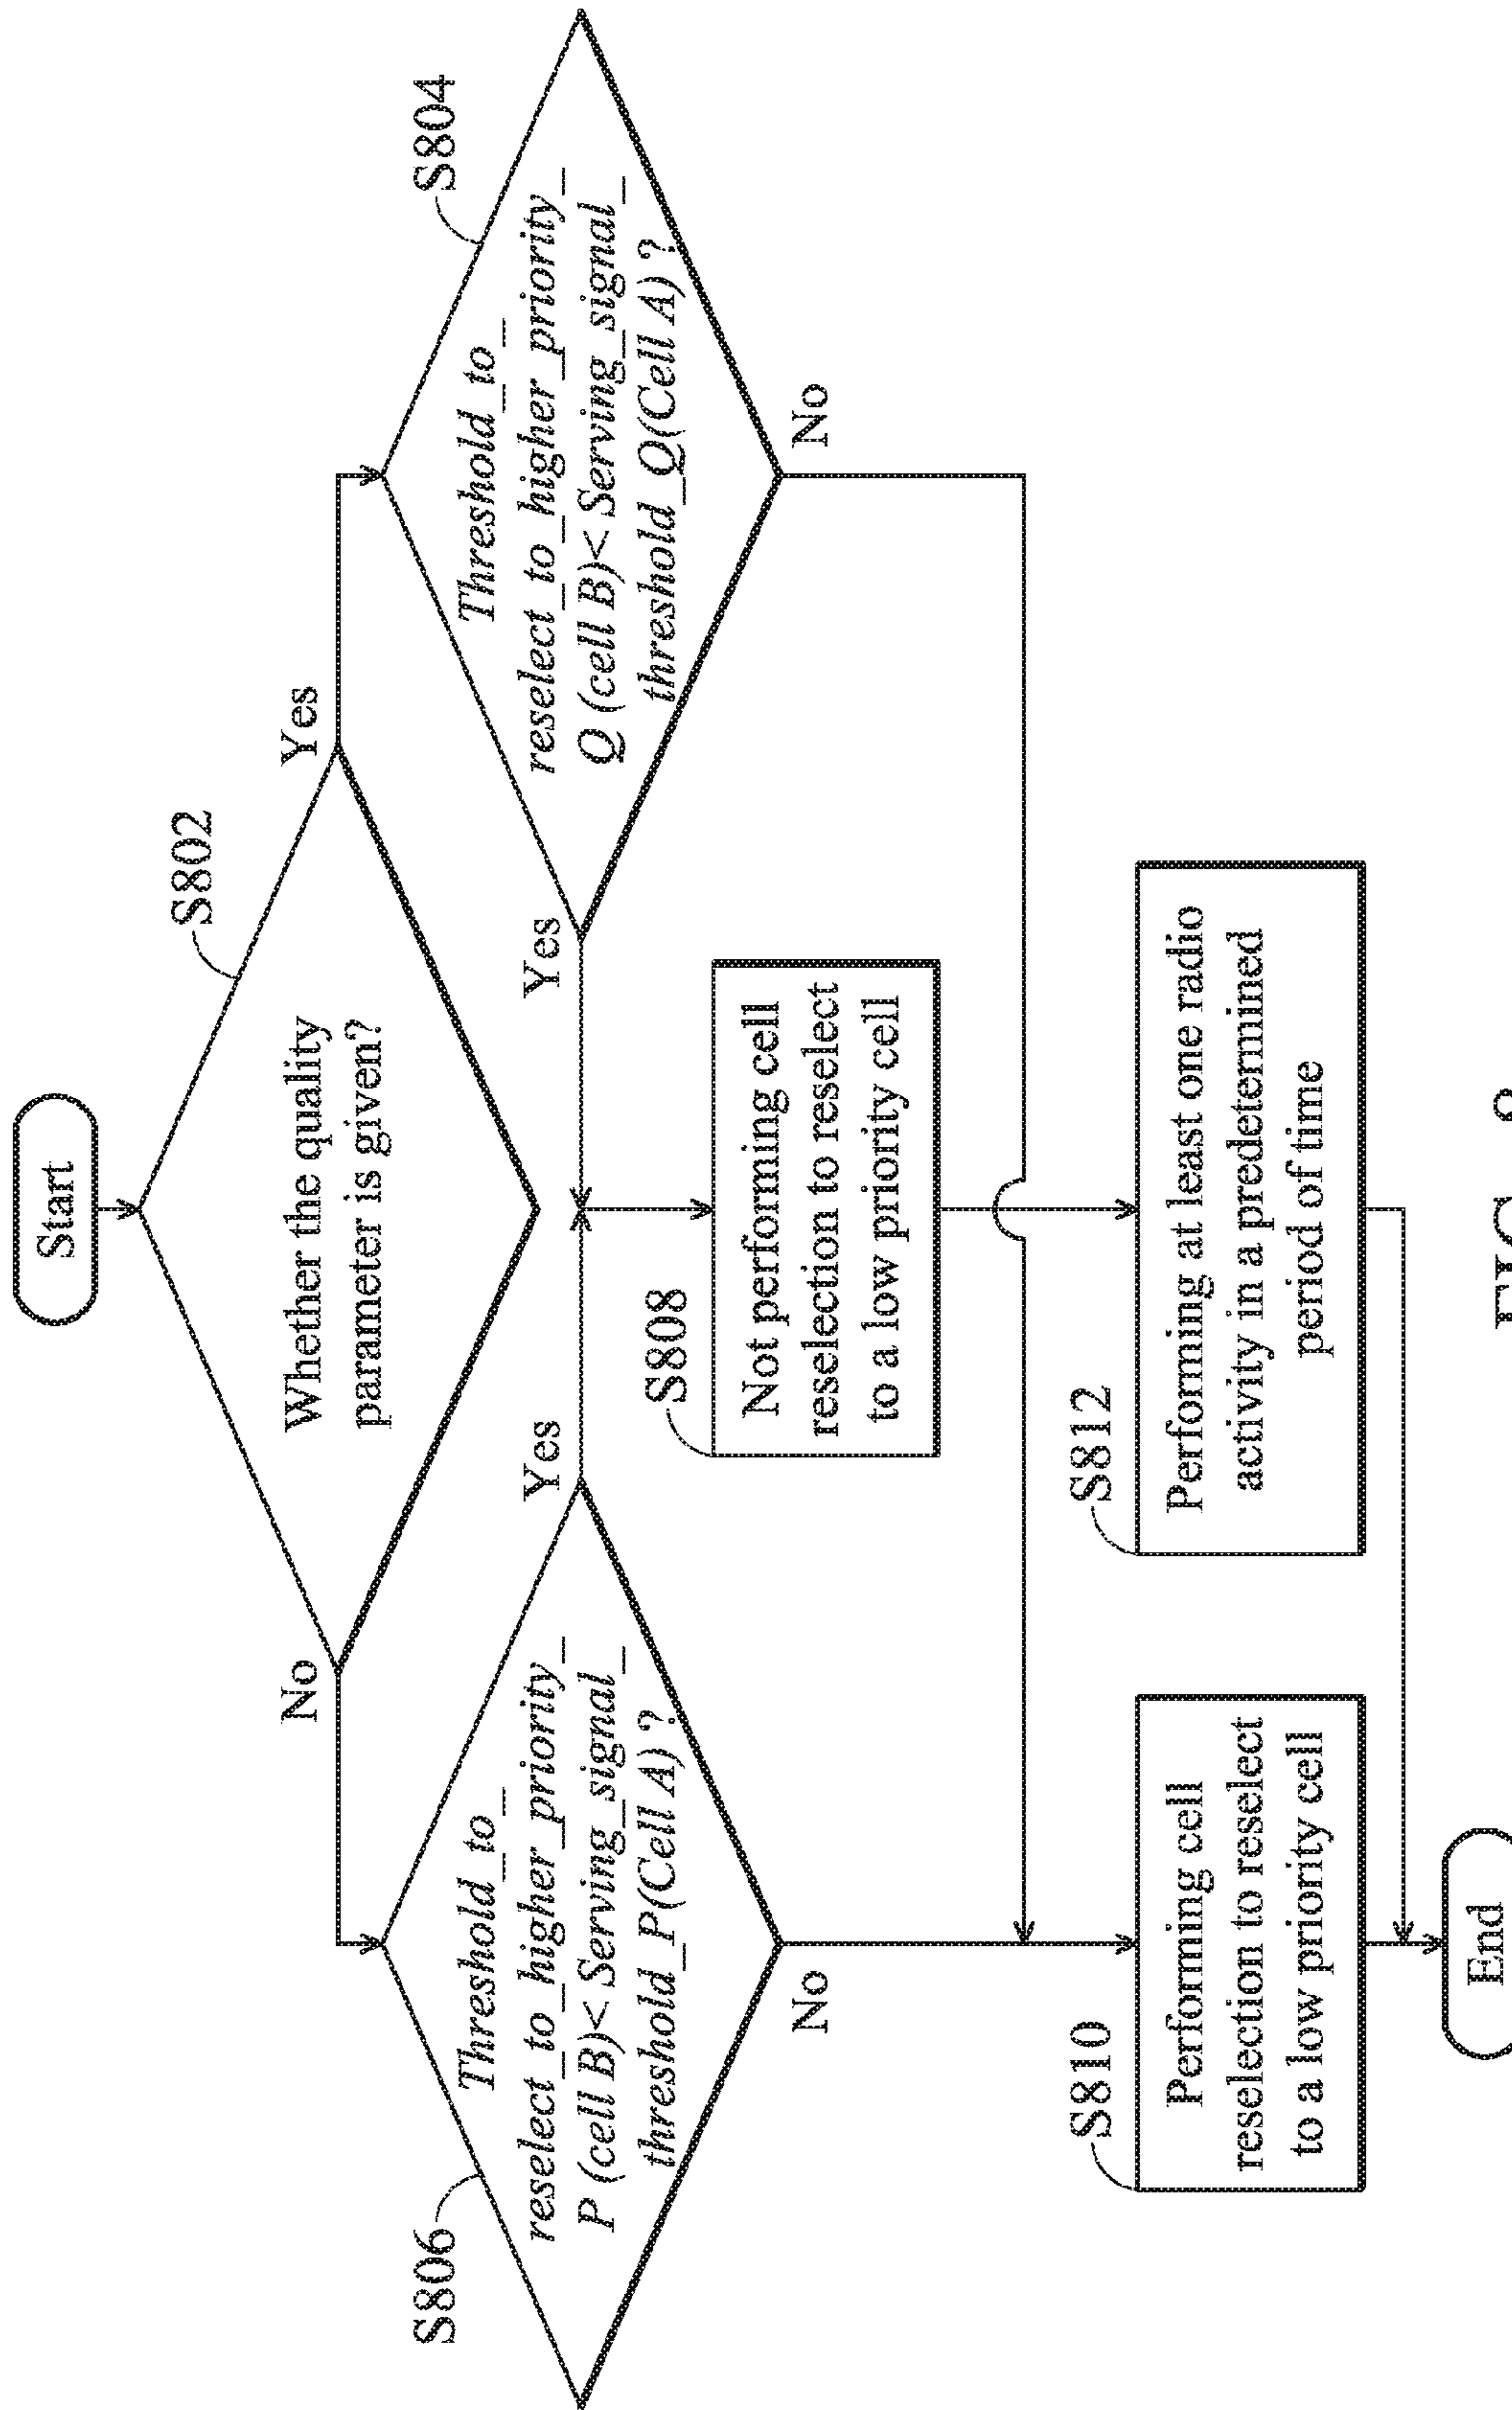 Start
S802
Whether the quality
parameter is given?
No
Yes
S806
Threshold_to_
reselect_to_higher_priority_
P (cell B)< Serving_signal_
threshold_P(Cell A) ?
Yes
No
S804
Threshold_to_
reselect_to_higher_priority_
Q (cell B)< Serving_signal_
threshold_Q(Cell A) ?
Yes
No
S808
Not performing cell
reselection to reselect
to a low priority cell
S810
Performing cell
reselection to reselect
to a low priority cell
S812
Performing at least one radio
activity in a predetermined
period of time
End